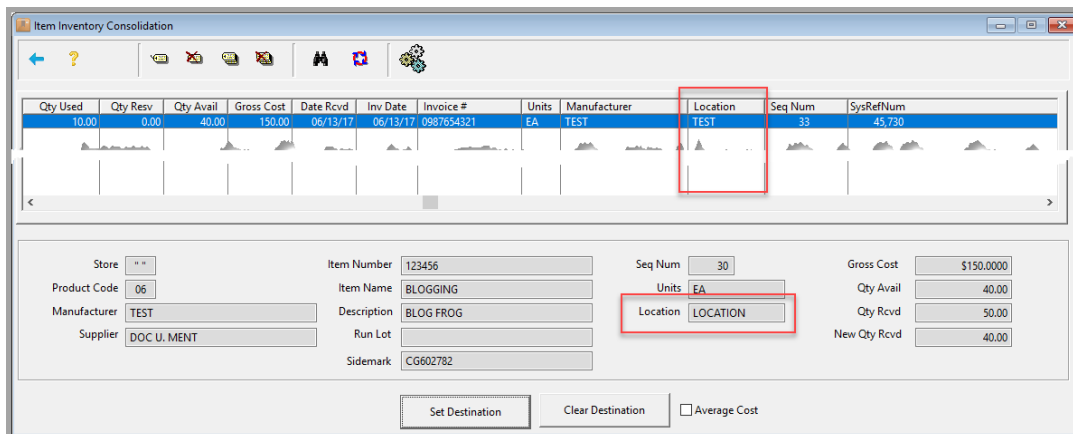 Item Inventory Consolidation
?
Qty Used Qty Resv Qty Avail Gross Cost Date Rcvd Inv Date Invoice # Units Manufacturer Location Seq Num SysRefNum
10.00 0.00 40.00 150.00 06/13/17 06/13/17 0987654321 EA TEST TEST 33 45,730
Store " " Item Number 123456 Seq Num 30 Gross Cost $150.0000
Product Code 06 Item Name BLOGGING Units EA Qty Avail 40.00
Manufacturer TEST Description BLOG FROG Location LOCATION Qty Rcvd 50.00
Supplier DOC U. MENT Run Lot New Qty Rcvd 40.00
Sidemark CG602782
Set Destination Clear Destination Average Cost